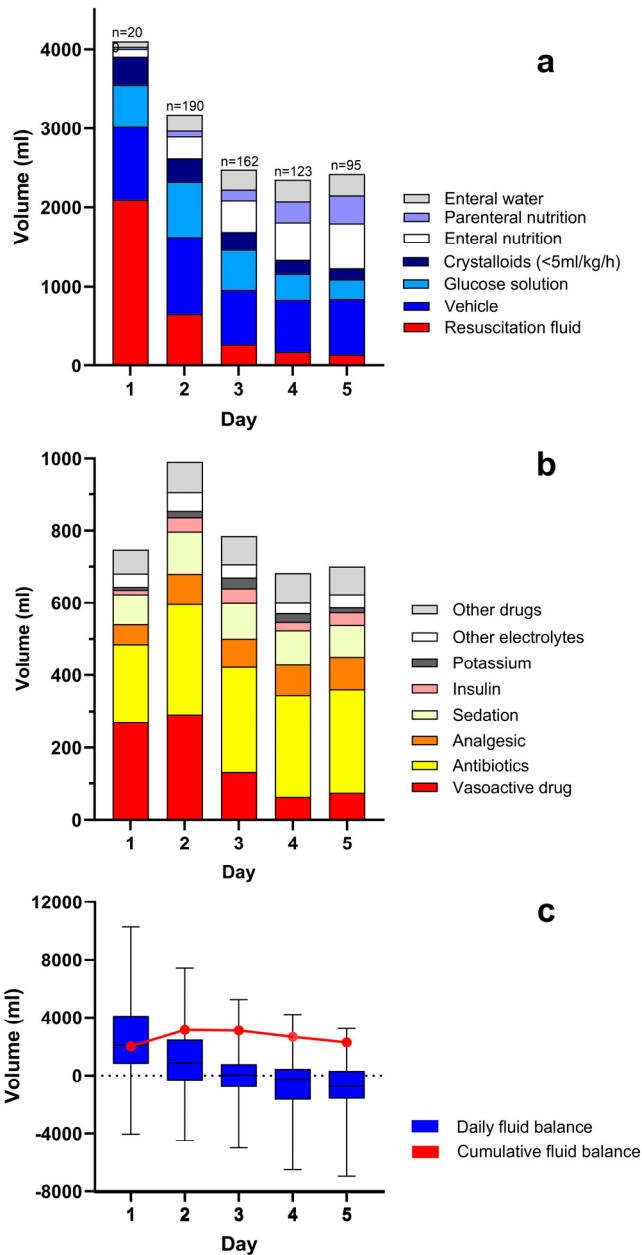 a
n=20
0
n=190
n=162
n=123
n=95
4000
3000
2000
1000
0
Volume (ml)
1 2 3 4 5
Day
Enteral water
Parenteral nutrition
Enteral nutrition
Crystalloids (<5ml/kg/h)
Glucose solution
Vehicle
Resuscitation fluid
b
1000
800
600
400
200
0
Volume (ml)
1 2 3 4 5
Day
Other drugs
Other electrolytes
Potassium
Insulin
Sedation
Analgesic
Antibiotics
Vasoactive drug
c
12000
8000
4000
0
-4000
-8000
Volume (ml)
1 2 3 4 5
Day
Daily fluid balance
Cumulative fluid balance